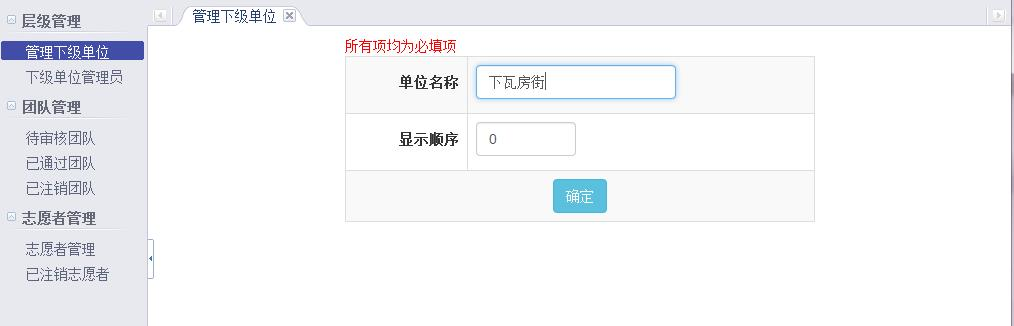 层级管理
管理下级单位
下级单位管理员
团队管理
待审核团队
已通过团队
已注销团队
志愿者管理
志愿者管理
已注销志愿者
管理下级单位
所有项均为必填项
单位名称 下瓦房街
显示顺序 0
确定